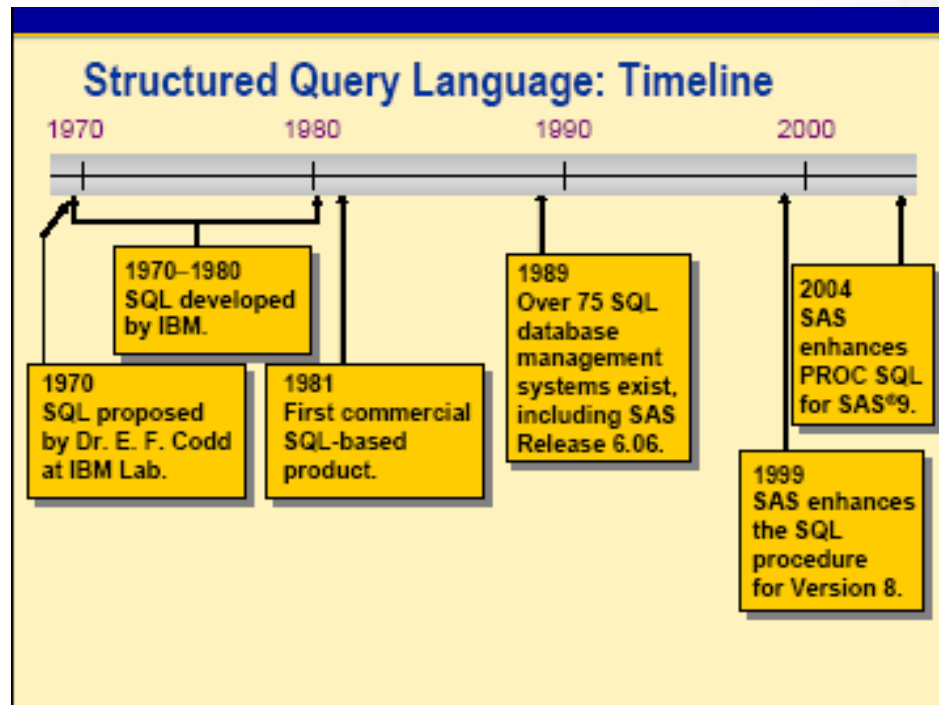 Structured Query Language: Timeline
1970 1980 1990 2000
1970–1980
SQL developed
by IBM.
1970
SQL proposed
by Dr. E. F. Codd
at IBM Lab.
1981
First commercial
SQL-based
product.
1989
Over 75 SQL
database
management
systems exist,
including SAS
Release 6.06.
1999
SAS enhances
the SQL
procedure
for Version 8.
2004
SAS
enhances
PROC SQL
for SAS®9.